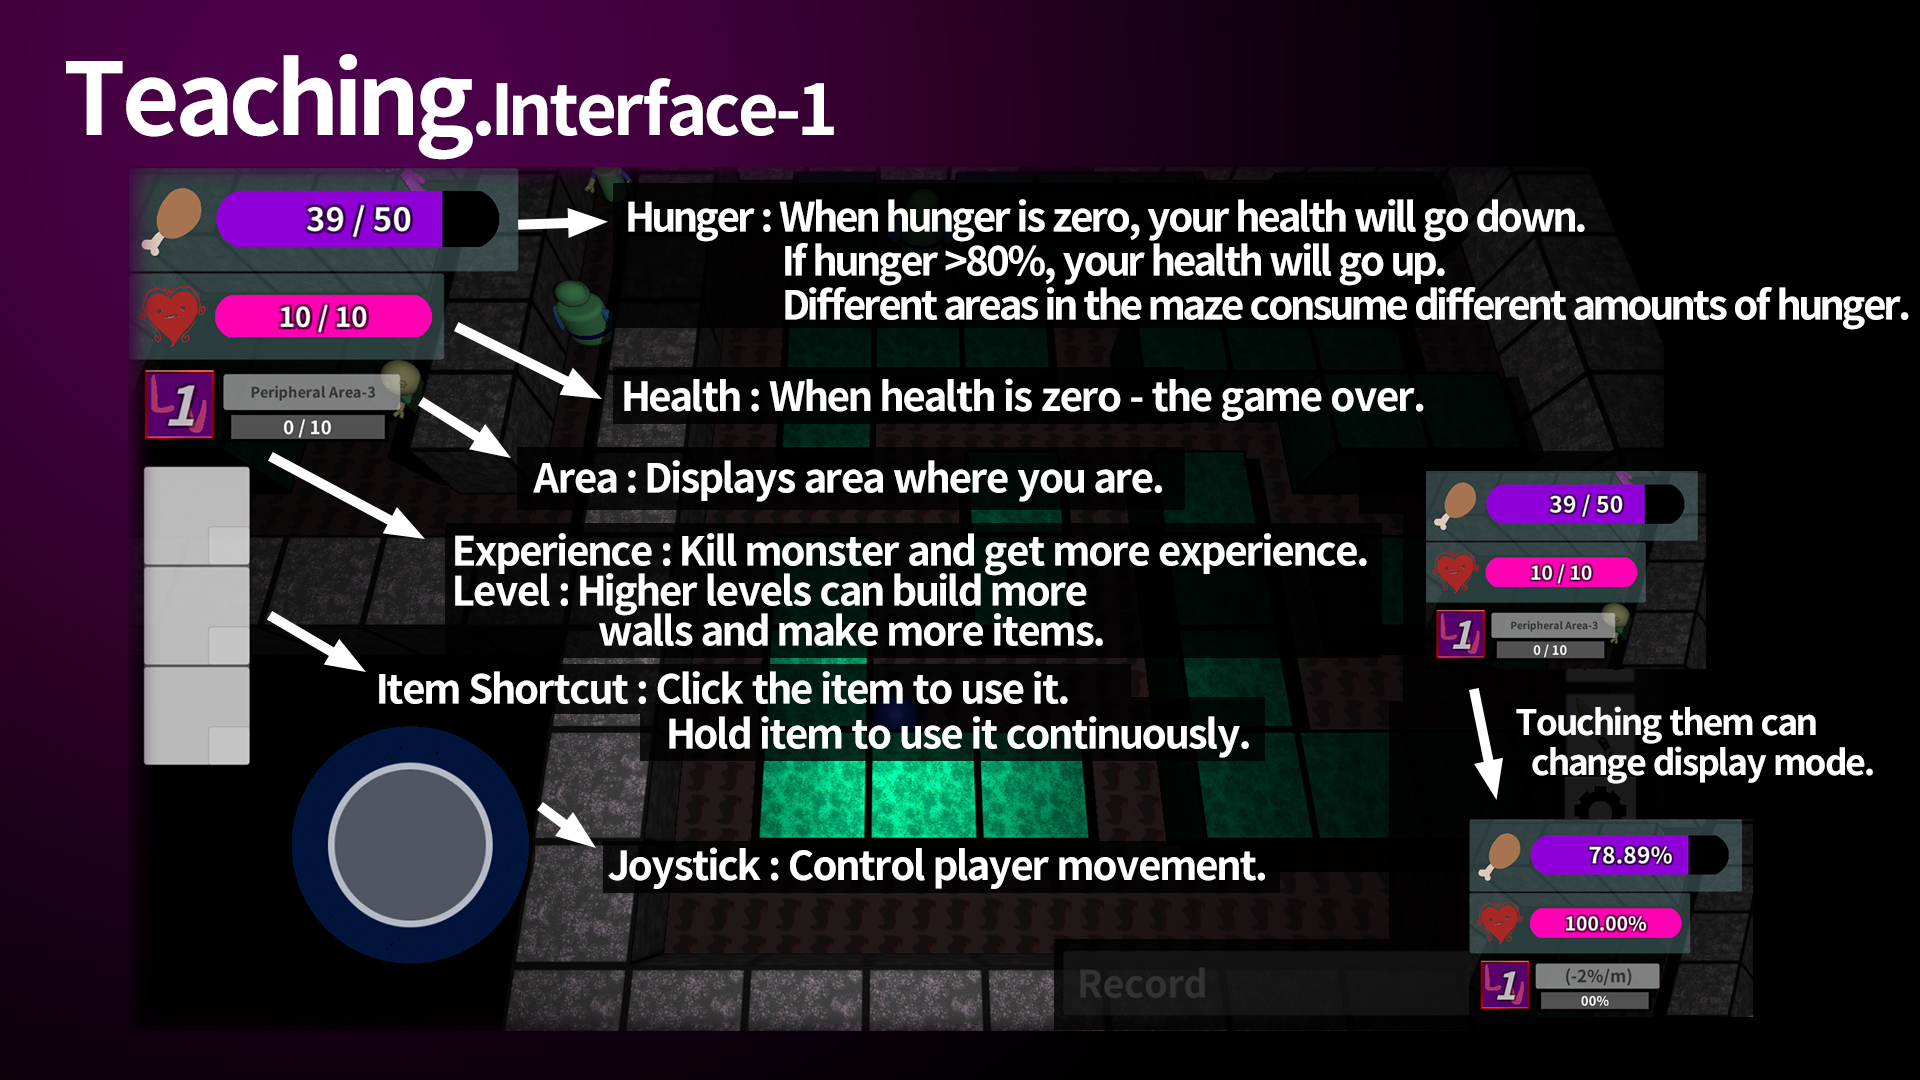 Teaching.Interface-1
39 / 50
Hunger : When hunger is zero, your health will go down.
If hunger >80%, your health will go up.
Different areas in the maze consume different amounts of hunger.
10 / 10
Health : When health is zero - the game over.
1
Peripheral Area-3
0 / 10
Area : Displays area where you are.
Experience : Kill monster and get more experience.
Level : Higher levels can build more
walls and make more items.
Item Shortcut : Click the item to use it.
Hold item to use it continuously.
Joystick : Control player movement.
39 / 50
10 / 10
1
Peripheral Area-3
0 / 10
Touching them can
change display mode.
78.89%
100.00%
1
(-2%/m)
00%
Record